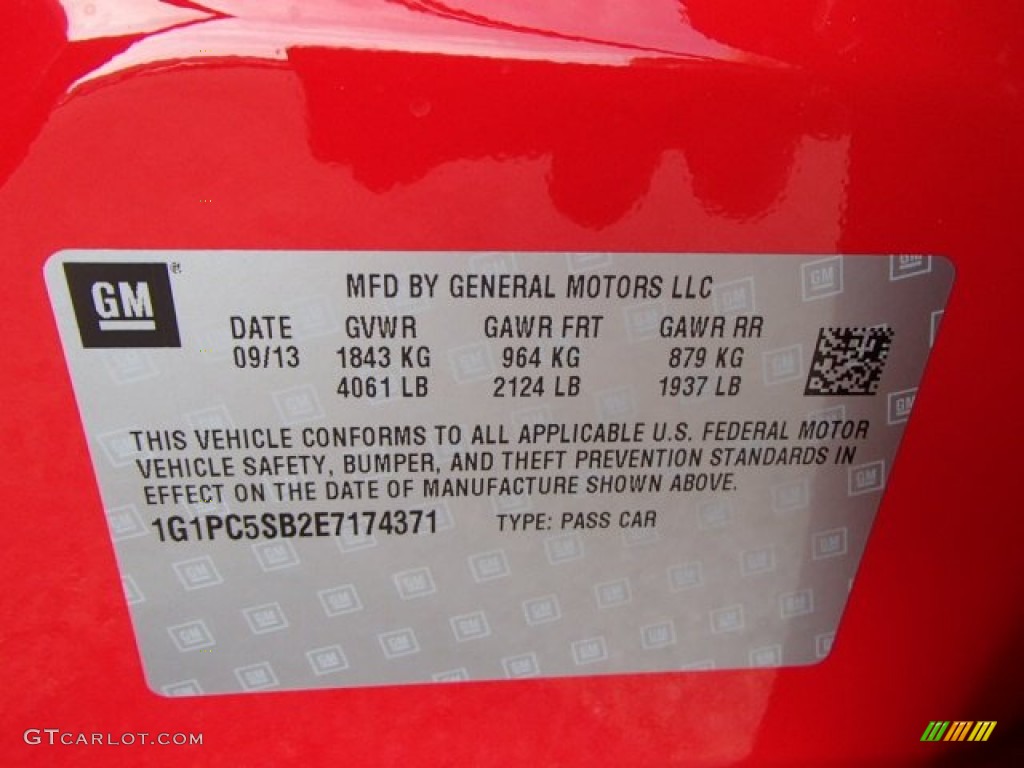 GM
MFD BY GENERAL MOTORS LLC
DATE GVWR GAWR FRT GAWR RR
09/13 1843 KG 964 KG 879 KG
4061 LB 2124 LB 1937 LB
THIS VEHICLE CONFORMS TO ALL APPLICABLE U.S. FEDERAL MOTOR
VEHICLE SAFETY, BUMPER, AND THEFT PREVENTION STANDARDS IN
EFFECT ON THE DATE OF MANUFACTURE SHOWN ABOVE.
1G1PC5SB2E7174371 TYPE: PASS CAR
GTCARLOT.COM